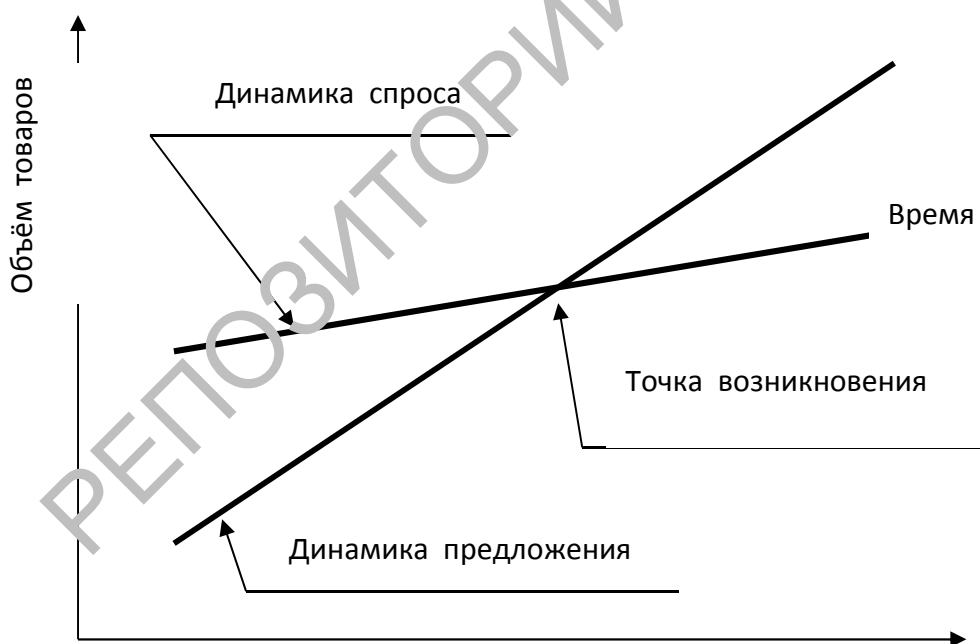 Объём товаров
Динамика спроса
Время
Точка возникновения
Динамика предложения
РЕПОЗИТОРИЙ